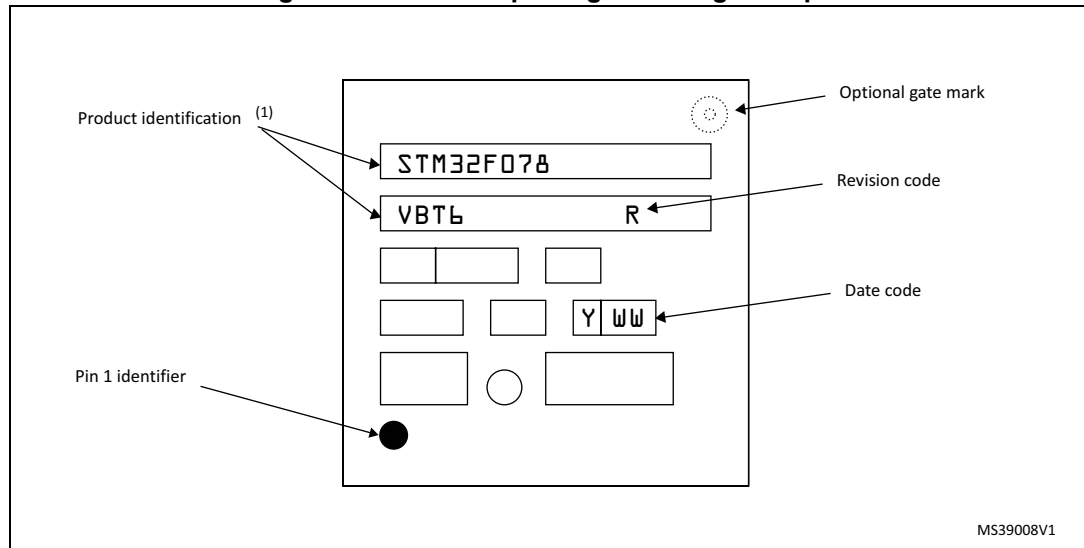 Optional gate mark
Product identification (1)
STM32F078
Revision code
VBT6 R
Date code
Y WW
Pin 1 identifier
MS39008V1